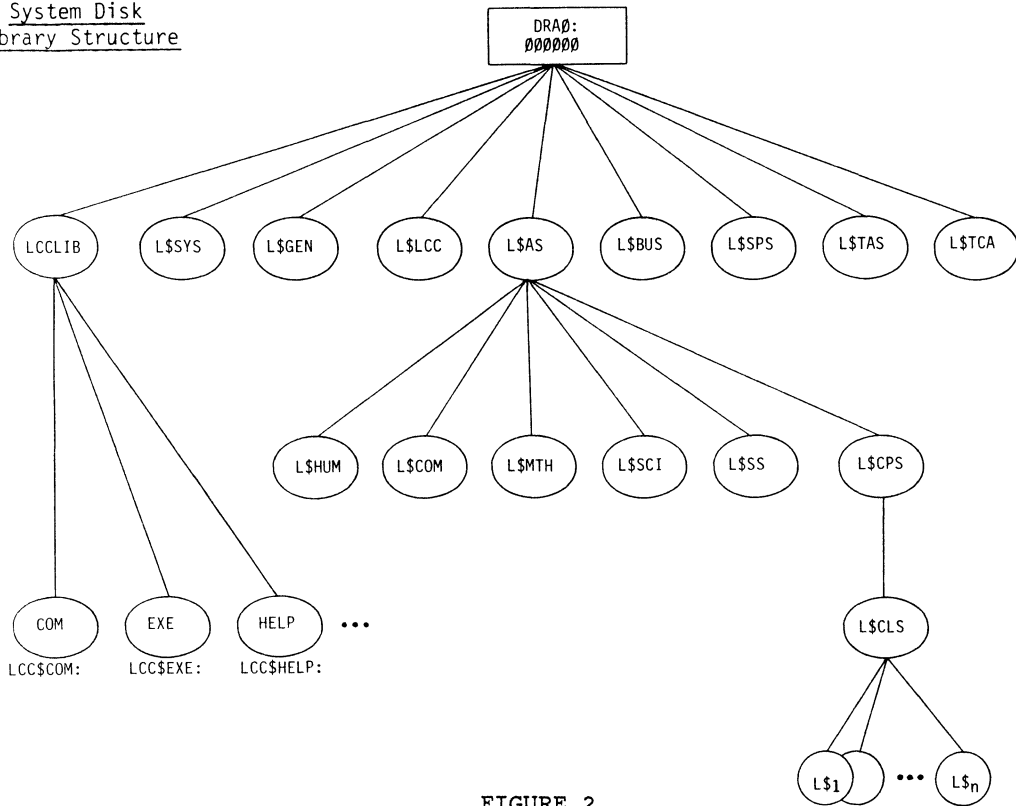 System Disk
brary Structure
DRAØ:
ØØØØØØ
LCCLIB L$SYS L$GEN L$LCC L$AS L$BUS L$SPS L$TAS L$TCA
L$HUM L$COM L$MTH L$SCI L$SS L$CPS
COM EXE HELP ••• L$CLS
LCC$COM: LCC$EXE: LCC$HELP:
L$1 ••• L$n
FIGURE 2